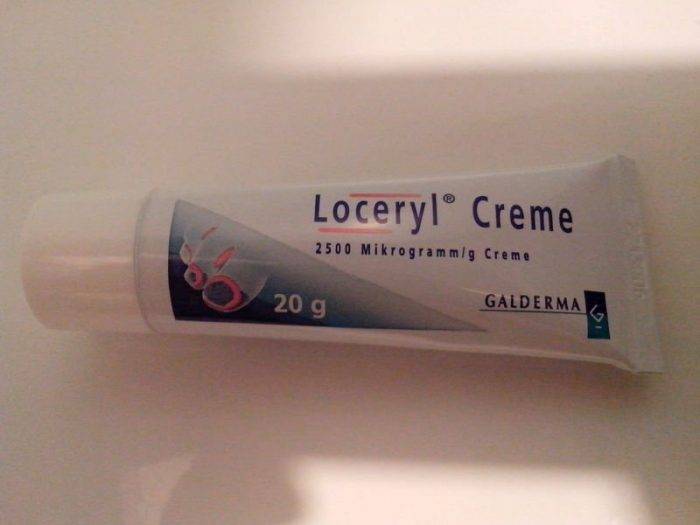 Loceryl® Creme
2500 Mikrogramm/g Creme
20 g
GALDERMA